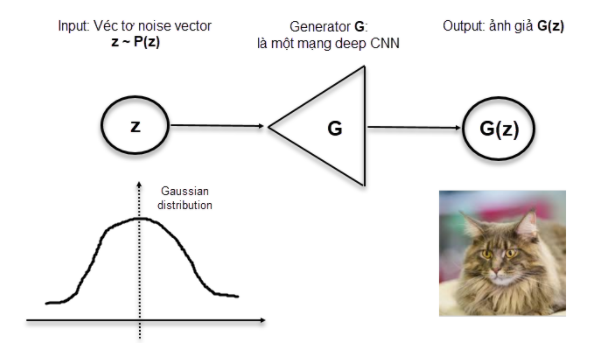 Input: Véc tơ noise vector
z ~ P(z)
Generator G:
là một mạng deep CNN
Output: ảnh giả G(z)
z
G
G(z)
Gaussian
distribution